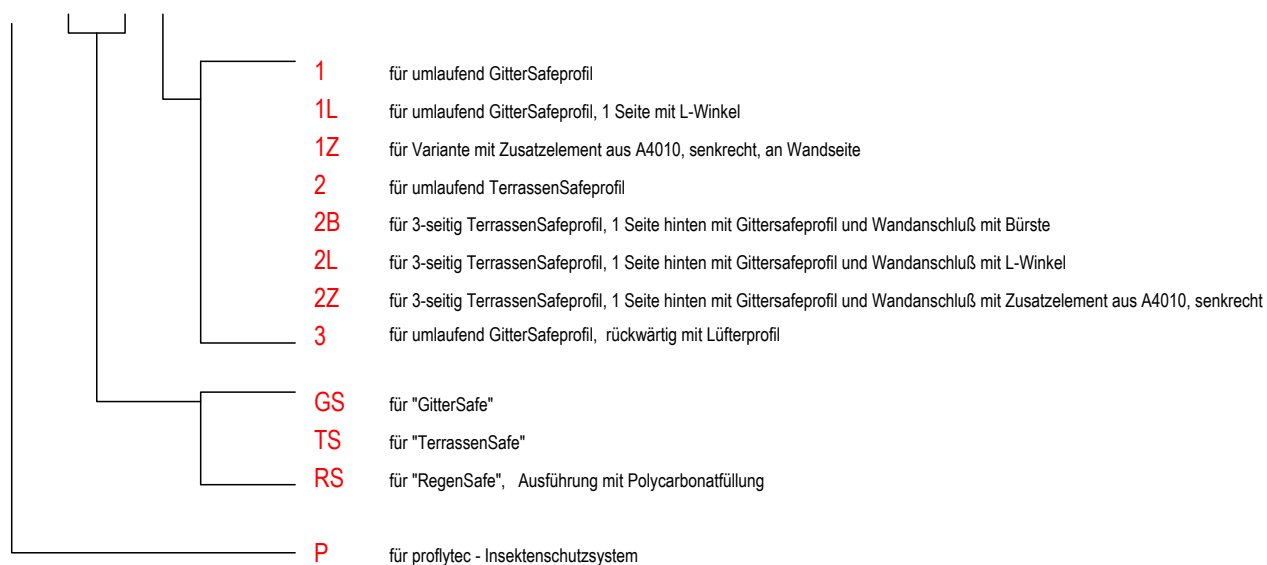 1 für umlaufend GitterSafeprofil
1L für umlaufend GitterSafeprofil, 1 Seite mit L-Winkel
1Z für Variante mit Zusatzelement aus A4010, senkrecht, an Wandseite
2 für umlaufend TerrassenSafeprofil
2B für 3-seitig TerrassenSafeprofil, 1 Seite hinten mit Gittersafeprofil und Wandanschluß mit Bürste
2L für 3-seitig TerrassenSafeprofil, 1 Seite hinten mit Gittersafeprofil und Wandanschluß mit L-Winkel
2Z für 3-seitig TerrassenSafeprofil, 1 Seite hinten mit Gittersafeprofil und Wandanschluß mit Zusatzelement aus A4010, senkrecht
3 für umlaufend GitterSafeprofil, rückwärtig mit Lüfterprofil
GS für "GitterSafe"
TS für "TerrassenSafe"
RS für "RegenSafe", Ausführung mit Polycarbonatfüllung
P für proflytec - Insektenschutzsystem